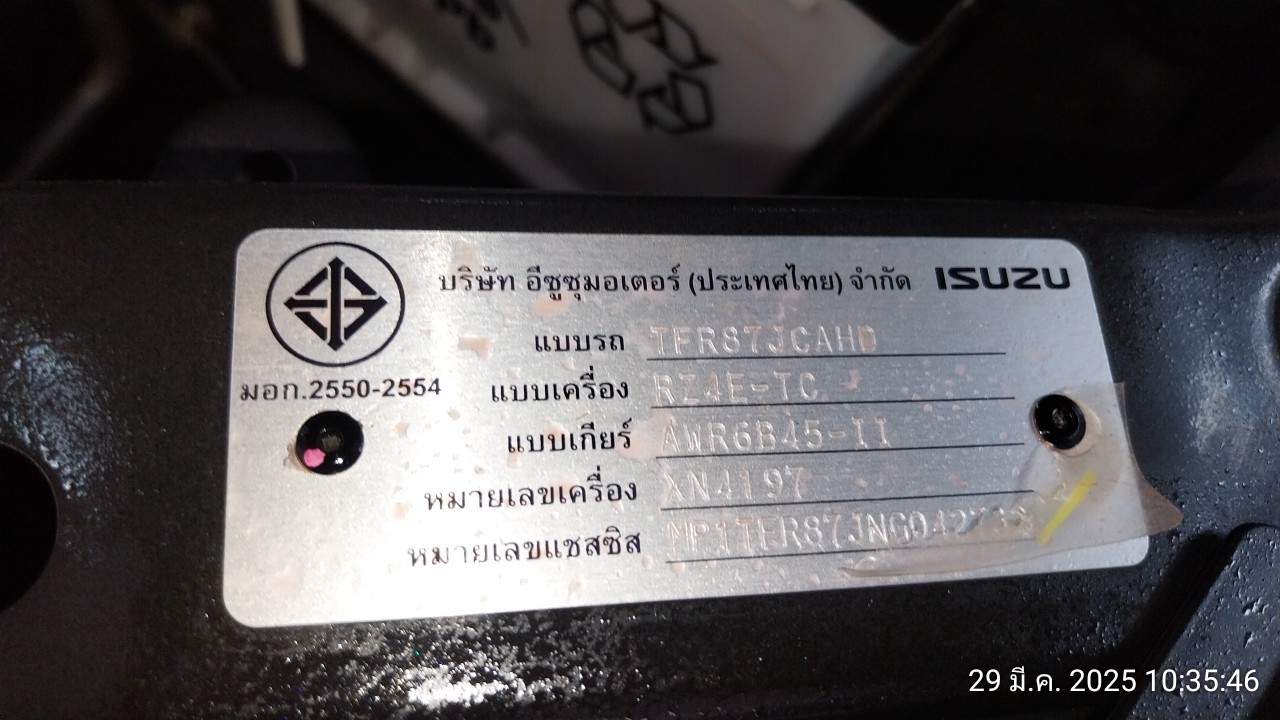 บริษัท อีซูซุมอเตอร์ (ประเทศไทย) จำกัด ISUZU
แบบรถ TFR87JCAHD
มอก.2550-2554
แบบเครื่อง RZ4E-TC
แบบเกียร์ AWR6B45-II
หมายเลขเครื่อง XN4197
หมายเลขแชสซิส
29 มี.ค. 2025 10:35:46